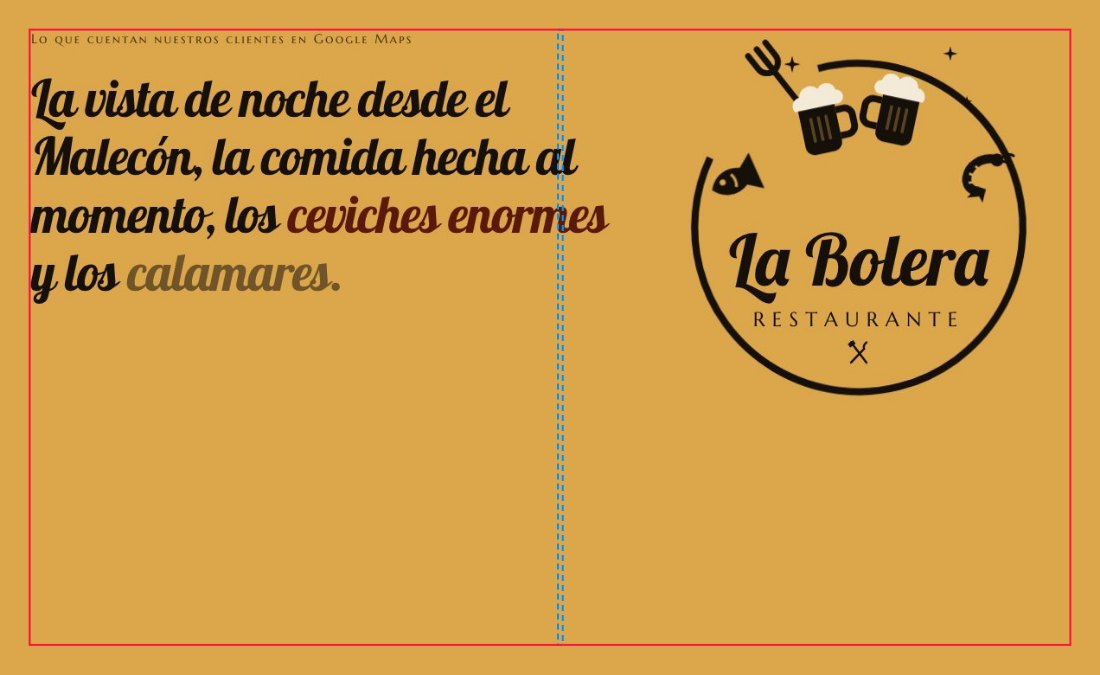 Lo que cuentan nuestros clientes en Google Maps
La vista de noche desde el
Malecón, la comida hecha al
momento, los ceviches enormes
y los calamares.
La Bolera
RESTAURANTE